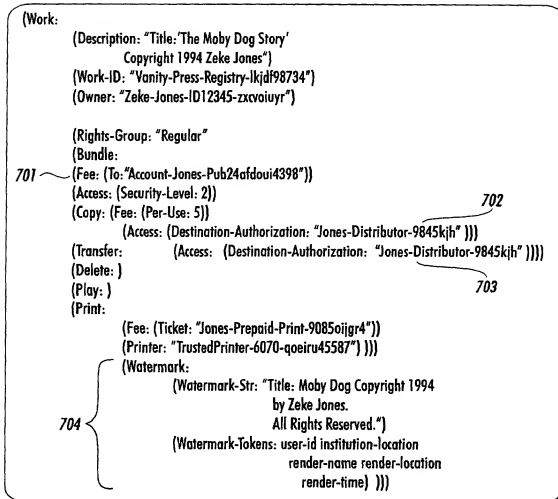 (Work:
(Description: "Title:'The Moby Dog Story'
Copyright 1994 Zeke Jones")
(Work-ID: "Vanity-Press-Registry-lkjdf98734")
(Owner: "Zeke-Jones-ID12345-zxcvoiuyr")
(Rights-Group: "Regular"
(Bundle:
701 (Fee: (To:"Account-Jones-Pub24afdoui4398"))
(Access: (Security-Level: 2))
(Copy: (Fee: (Per-Use: 5))
702
(Access: (Destination-Authorization: "Jones-Distributor-9845kjh" )))
(Transfer: (Access: (Destination-Authorization: "Jones-Distributor-9845kjh" ))))
(Delete: )
703
(Play: )
(Print:
(Fee: (Ticket: "Jones-Prepaid-Print-9085oijgr4"))
(Printer: "TrustedPrinter-6070-qoeiru45587") )))
(Watermark:
(Watermark-Str: "Title: Moby Dog Copyright 1994
by Zeke Jones.
704
All Rights Reserved.")
(Watermark-Tokens: user-id institution-location
render-name render-location
render-time) )))